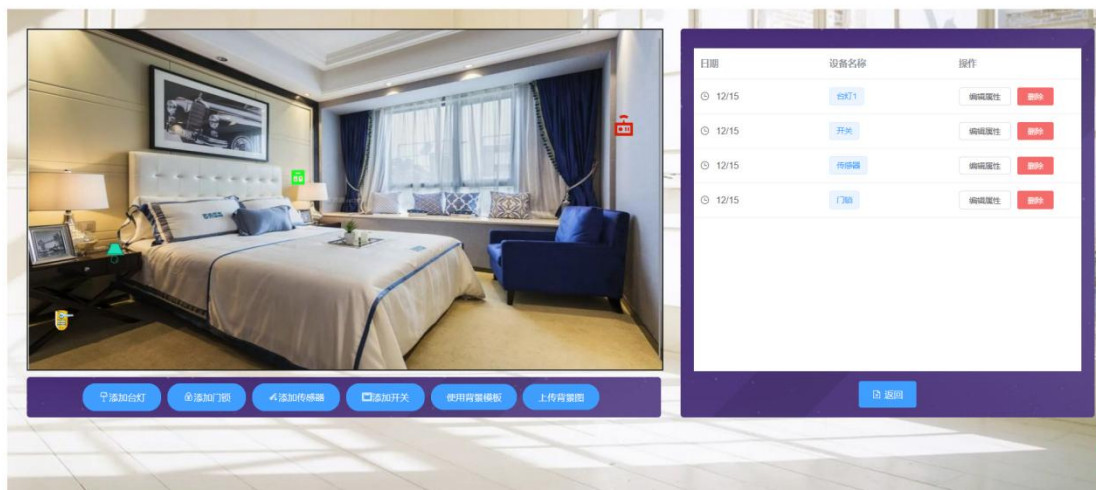 日期 设备名称 操作
12/15 台灯1 编辑属性 删除
12/15 开关 编辑属性 删除
12/15 传感器 编辑属性 删除
12/15 门锁 编辑属性 删除
添加台灯 添加门锁 添加传感器 添加开关 使用背景模板 上传背景图
返回